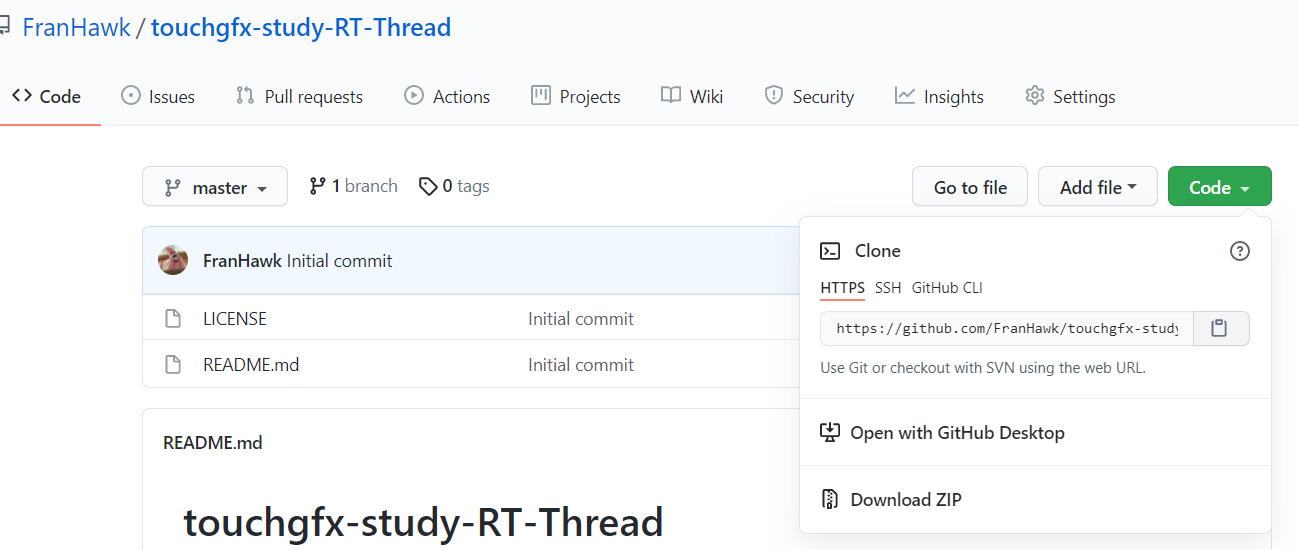 FranHawk / touchgfx-study-RT-Thread
Code Issues Pull requests Actions Projects Wiki Security Insights Settings
master 1 branch 0 tags Go to file Add file Code
FranHawk Initial commit
LICENSE Initial commit
README.md Initial commit
README.md
touchgfx-study-RT-Thread
Clone
HTTPS SSH GitHub CLI
https://github.com/FranHawk/touchgfx-study
Use Git or checkout with SVN using the web URL.
Open with GitHub Desktop
Download ZIP